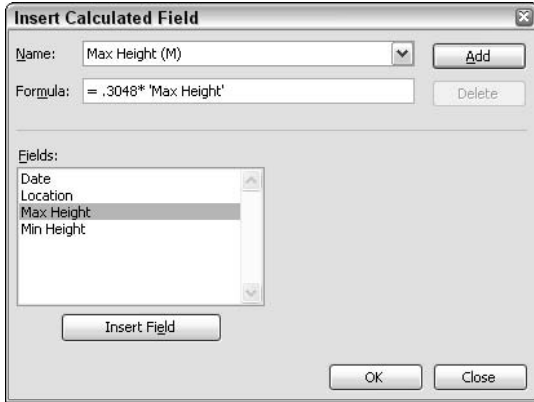 Insert Calculated Field
Name: Max Height (M) Add
Formula: = .3048* 'Max Height' Delete
Fields:
Date
Location
Max Height
Min Height
Insert Field
OK Close